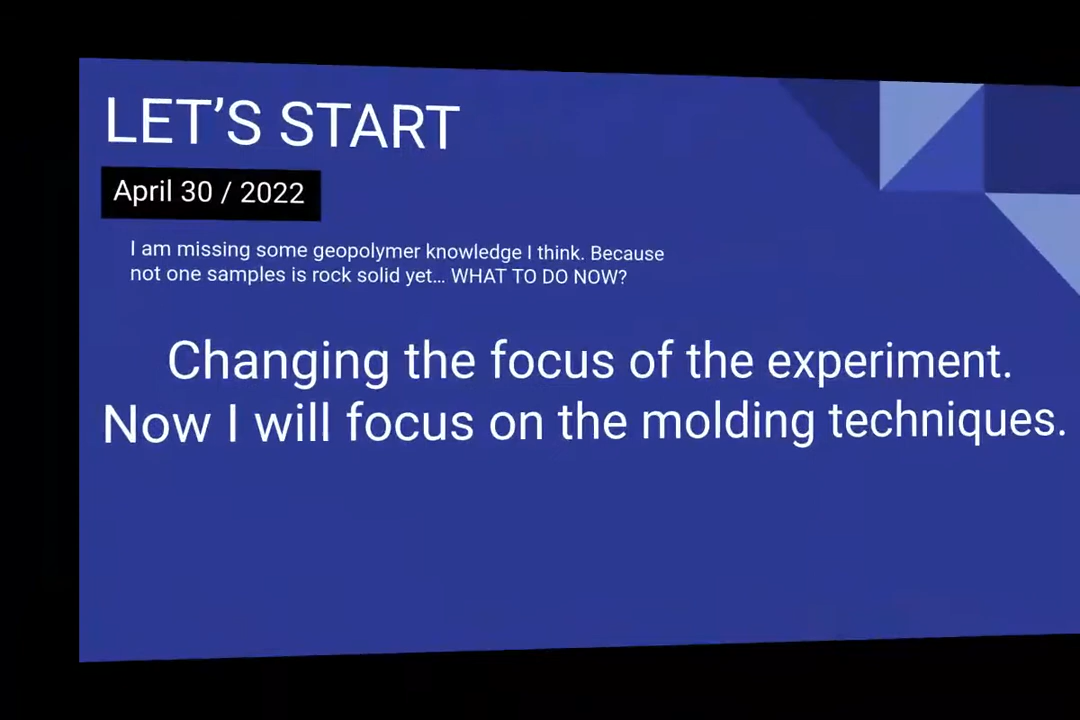 LET'S START
April 30 / 2022
I am missing some geopolymer knowledge I think. Because
not one samples is rock solid yet... WHAT TO DO NOW?
Changing the focus of the experiment.
Now I will focus on the molding techniques.